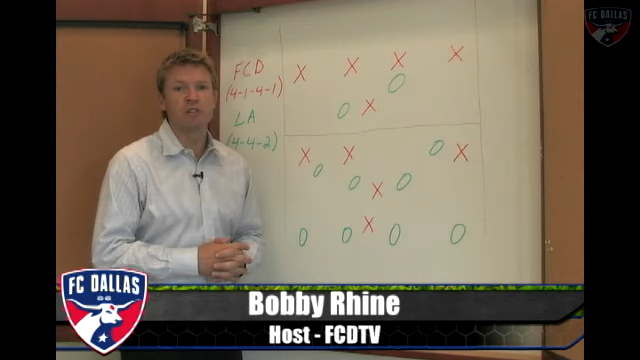 FC DALLAS
FCD
(4-1-4-1)
LA
(4-4-2)
FC DALLAS
Bobby Rhine
Host - FCDTV